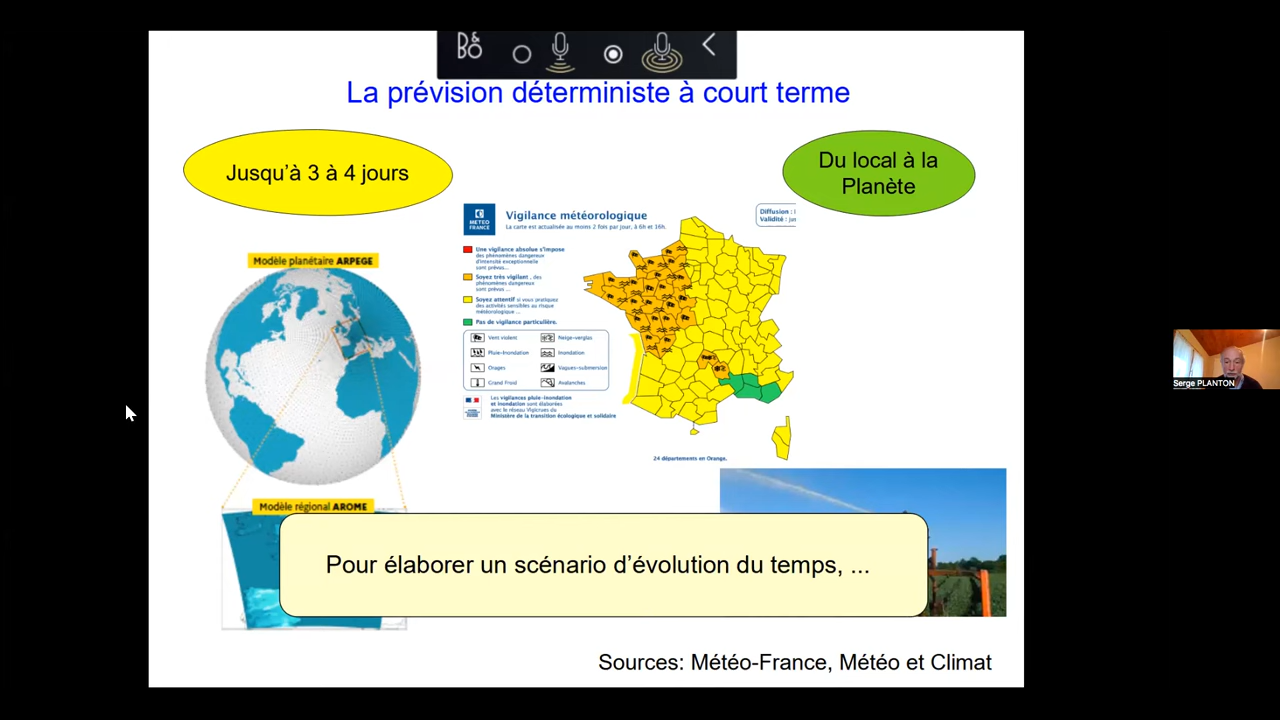 B&
BO
La prévision déterministe à court terme
Jusqu'à 3 à 4 jours
Du local à la
Planète
METEO
FRANCE
Vigilance météorologique
La carte est actualisée au moins 2 fois par jour, à 6h et 16h.
Diffusion :
Validité :
Une vigilance absolue s'impose
des phénomènes dangereux
d'intensité exceptionnelle
sont prévus...
Soyez très vigilant , des
phénomènes dangereux
sont prévus ...
Soyez attentif si vous pratiquez
des activités sensibles au risque
météorologique ...
Pas de vigilance particulière.
Vent violent
Neige-verglas
Pluie-Inondation
Inondation
Orages
Vagues-submersion
Grand Froid
Avalanches
Les vigilances pluie-inondation
et inondation sont élaborées
avec le réseau Vigicrues du
Ministère de la transition écologique et solidaire
24 départements en Orange.
Modèle planétaire ARPEGE
Modèle régional AROME
Pour élaborer un scénario d'évolution du temps, ...
Sources: Météo-France, Météo et Climat
Serge PLANTON